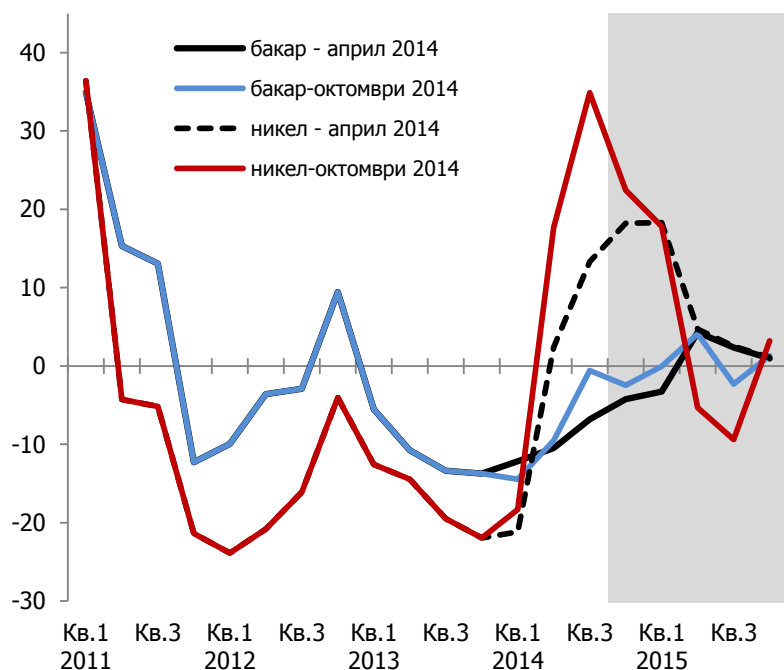 40
30
20
10
0
-10
-20
-30
бакар - април 2014
бакар-октомври 2014
никел - април 2014
никел-октомври 2014
Кв.1 Кв.3 Кв.1 Кв.3 Кв.1 Кв.3 Кв.1 Кв.3 Кв.1 Кв.3
2011 2012 2013 2014 2015